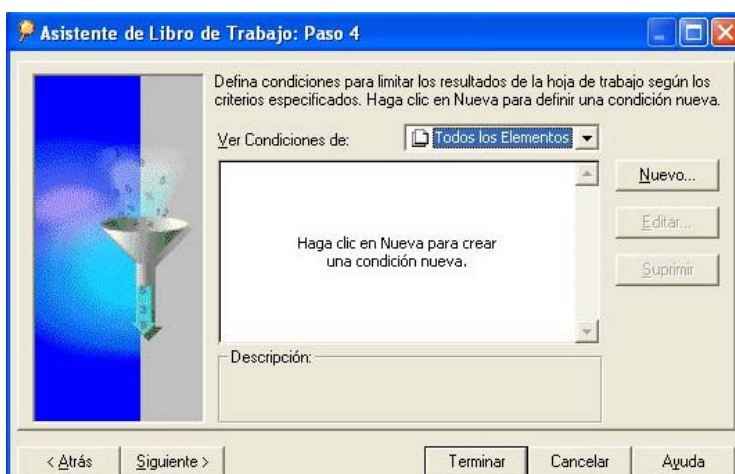 Asistente de Libro de Trabajo: Paso 4
Defina condiciones para limitar los resultados de la hoja de trabajo según los
criterios especificados. Haga clic en Nueva para definir una condición nueva.
Ver Condiciones de:
Todos los Elementos
Nuevo...
Editar...
Suprimir
Haga clic en Nueva para crear
una condición nueva.
Descripción:
< Atrás
Siguiente >
Terminar
Cancelar
Ayuda